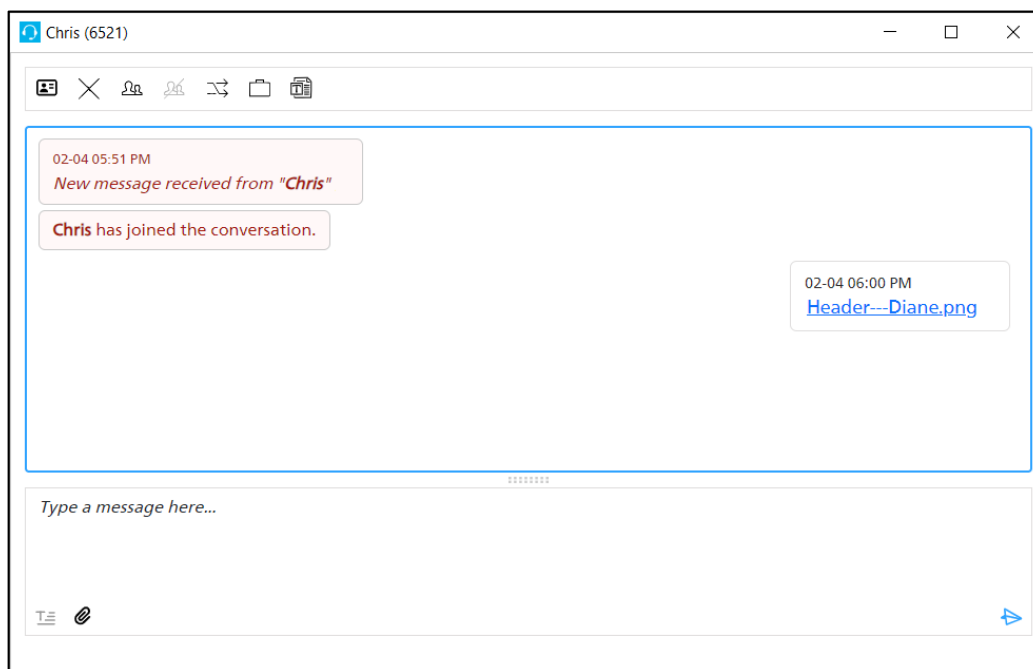 Chris (6521)
02-04 05:51 PM
New message received from "Chris"
Chris has joined the conversation.
02-04 06:00 PM
Header---Diane.png
Type a message here...